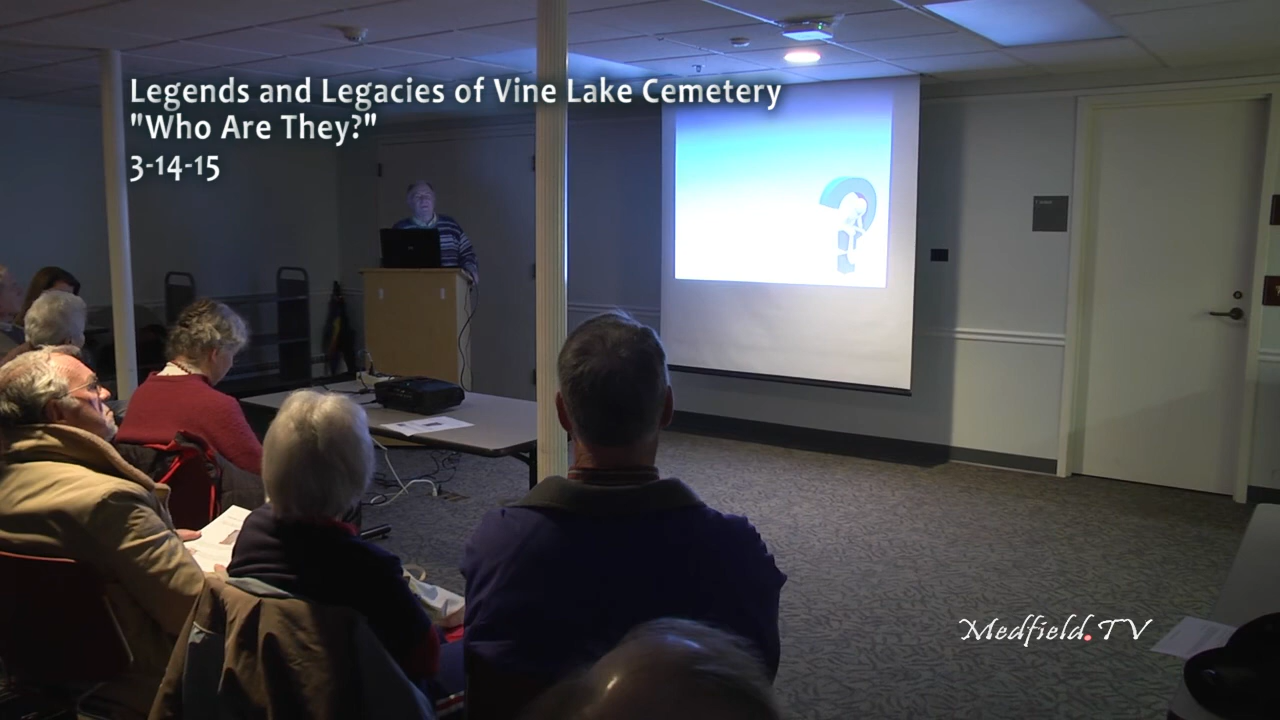 Legends and Legacies of Vine Lake Cemetery
"Who Are They?"
3-14-15
Medfield.TV